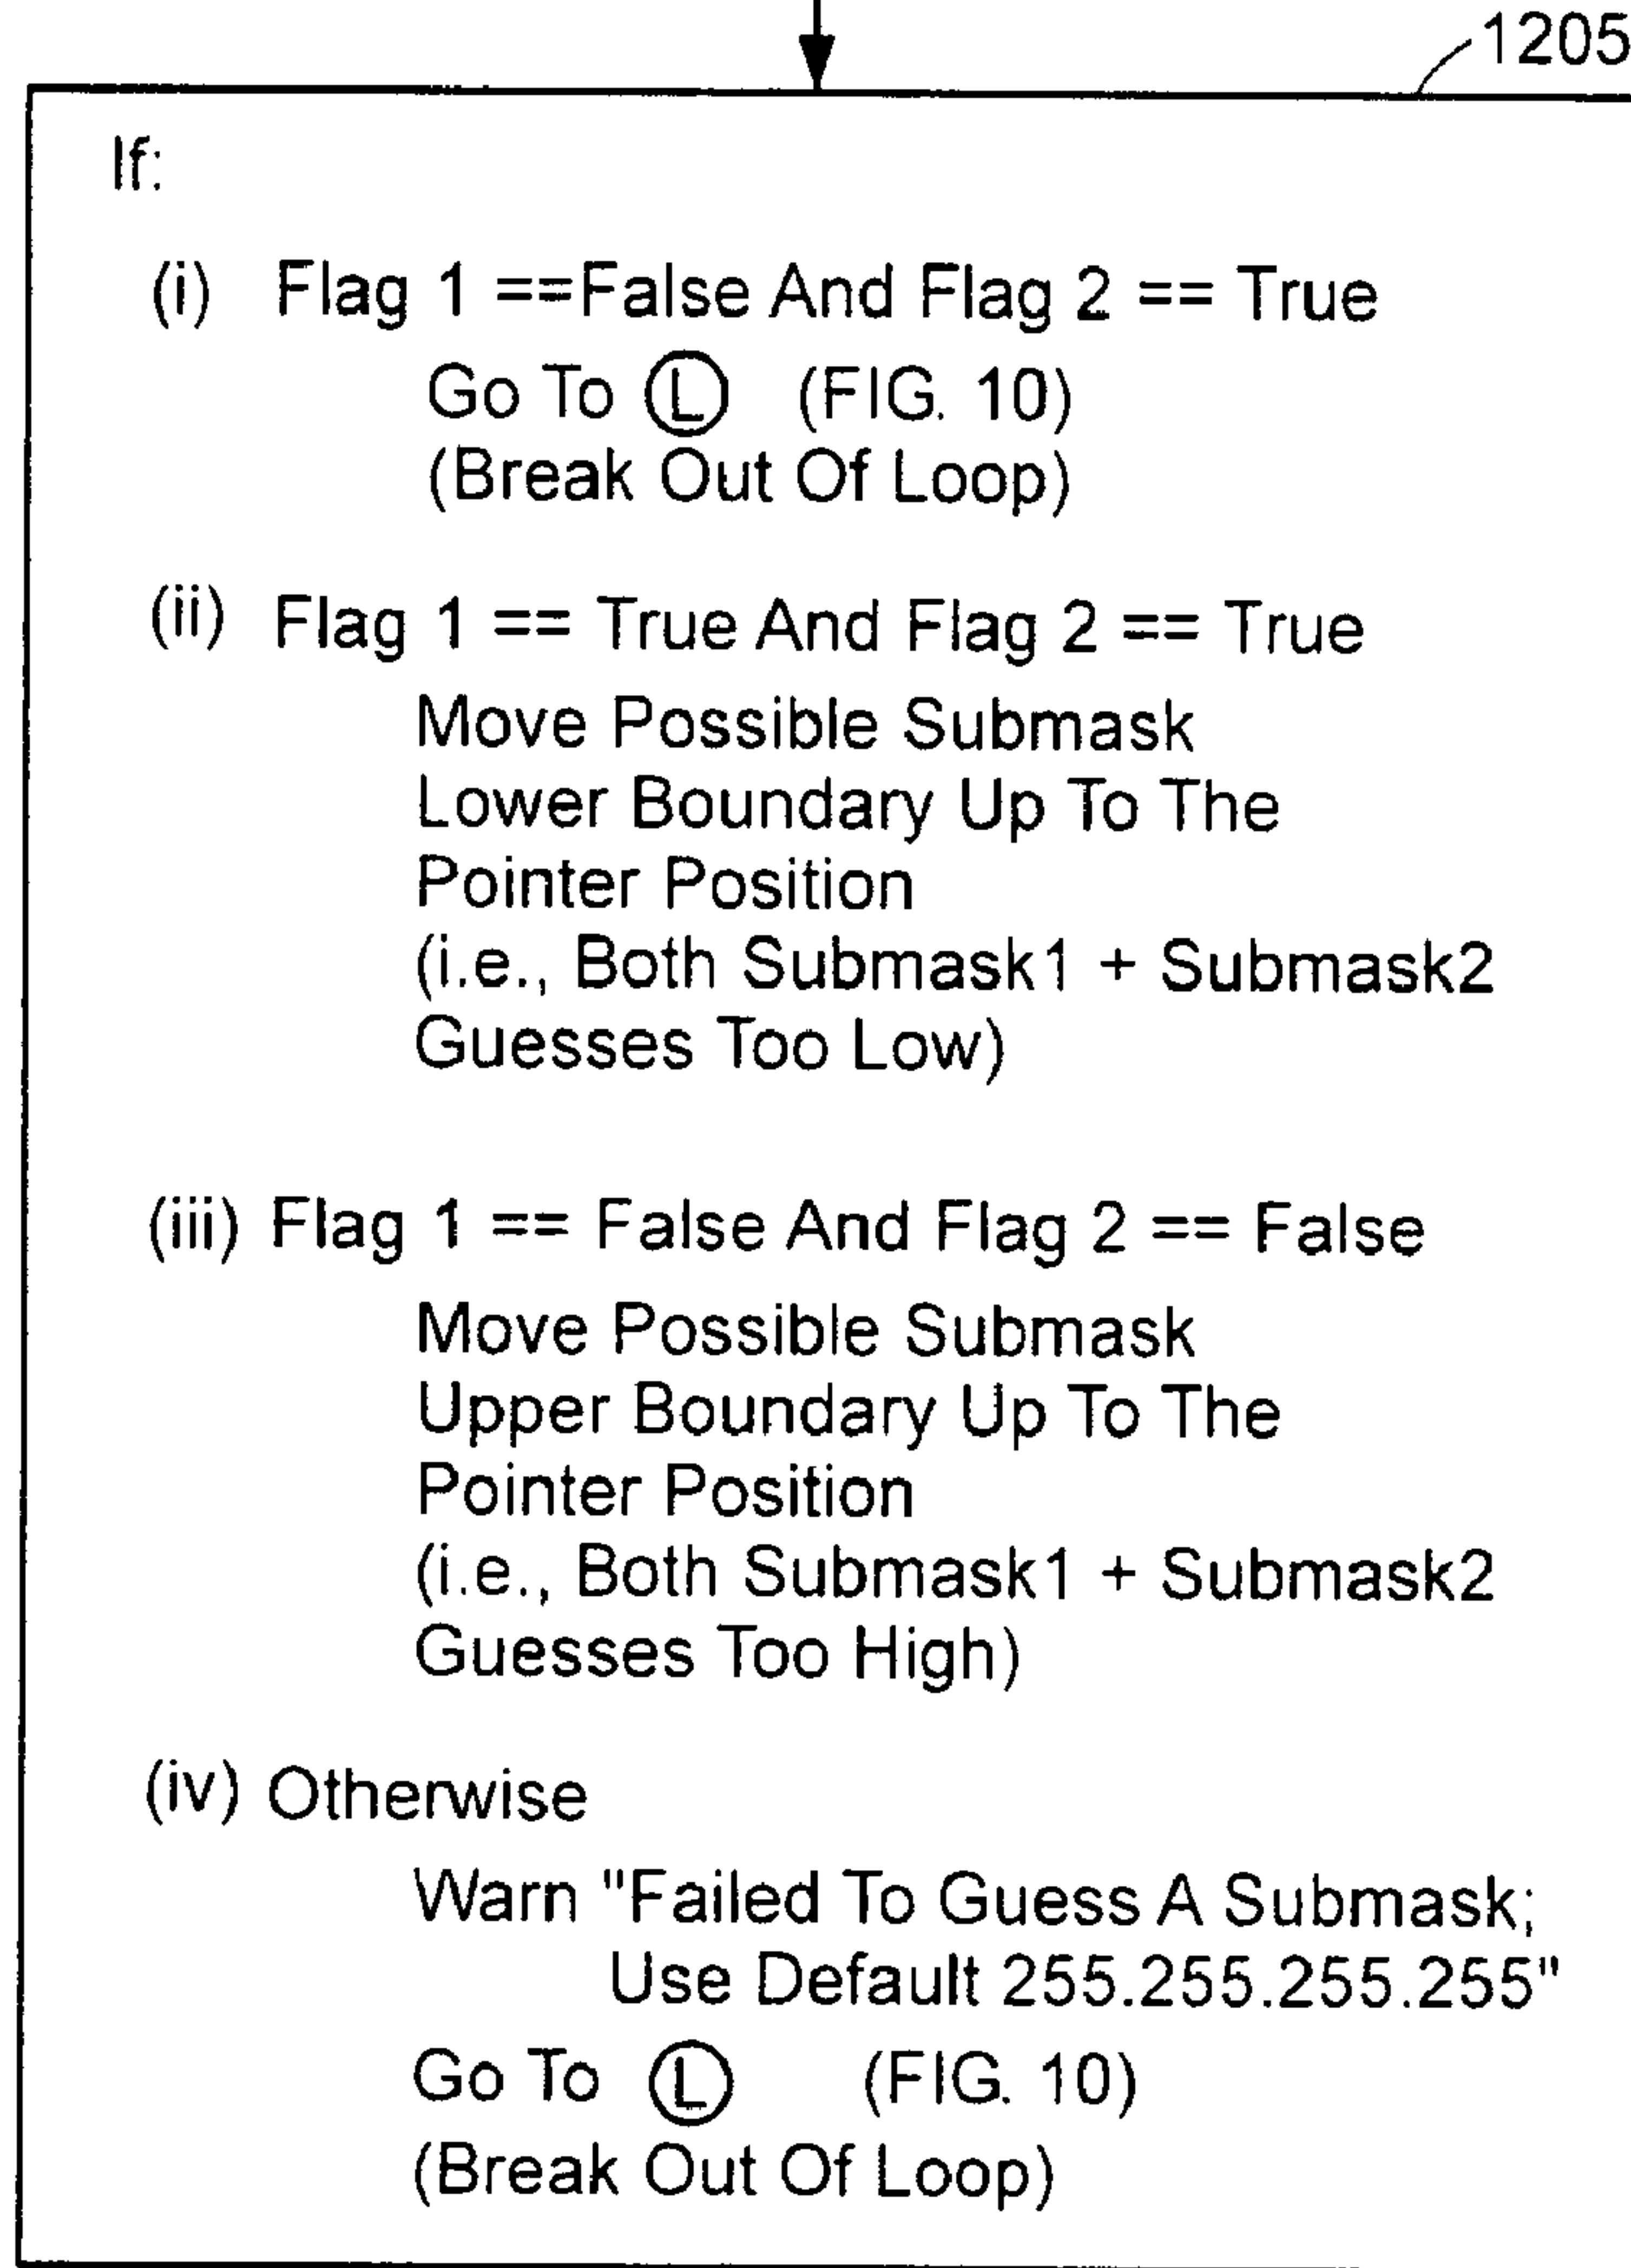 1205
If:
(i) Flag 1 ==False And Flag 2 == True
Go To Ⓛ (FIG. 10)
(Break Out Of Loop)
(ii) Flag 1 == True And Flag 2 == True
Move Possible Submask
Lower Boundary Up To The
Pointer Position
(i.e., Both Submask1 + Submask2
Guesses Too Low)
(iii) Flag 1 == False And Flag 2 == False
Move Possible Submask
Upper Boundary Up To The
Pointer Position
(i.e., Both Submask1 + Submask2
Guesses Too High)
(iv) Otherwise
Warn "Failed To Guess A Submask;
Use Default 255.255.255.255"
Go To Ⓛ (FIG. 10)
(Break Out Of Loop)